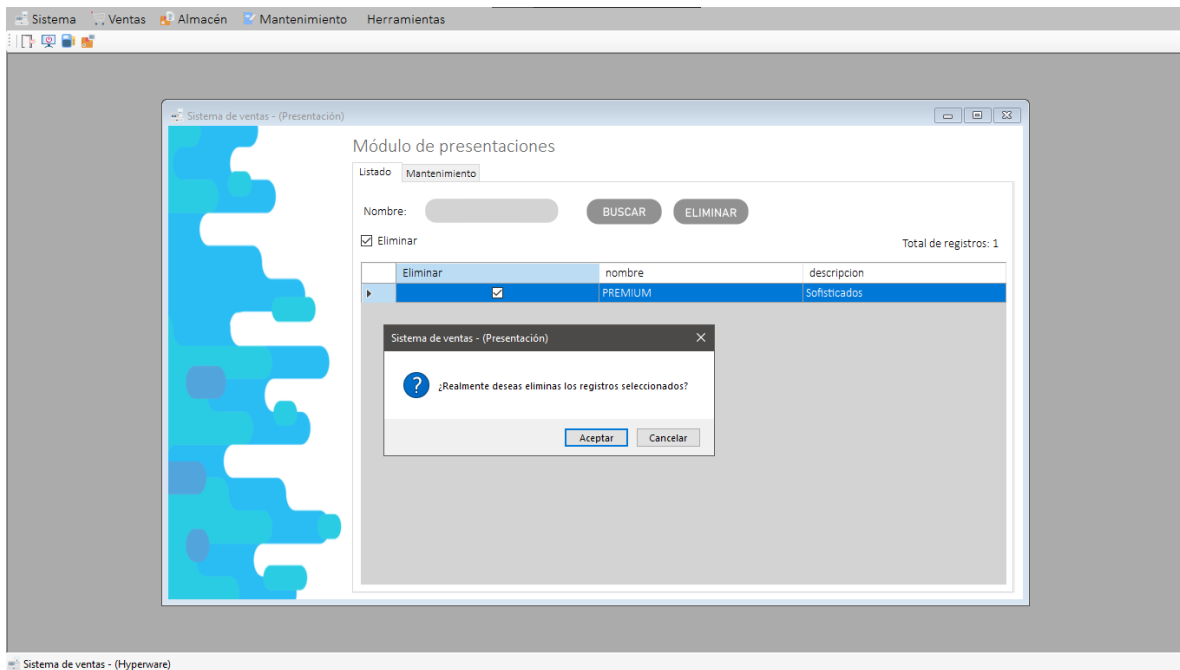 Sistema Ventas Almacén Mantenimiento Herramientas
Sistema de ventas - (Presentación)
Módulo de presentaciones
Listado Mantenimiento
Nombre: BUSCAR ELIMINAR
Eliminar Total de registros: 1
Eliminar nombre descripcion
PREMIUM Sofisticados
Sistema de ventas - (Presentación)
¿Realmente deseas eliminas los registros seleccionados?
Aceptar Cancelar
Sistema de ventas - (Hyperware)